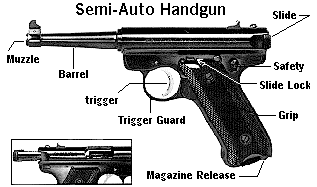 Semi-Auto Handgun
Slide
Muzzle
Barrel
Safety
Slide Lock
trigger
Trigger Guard
Grip
Magazine Release